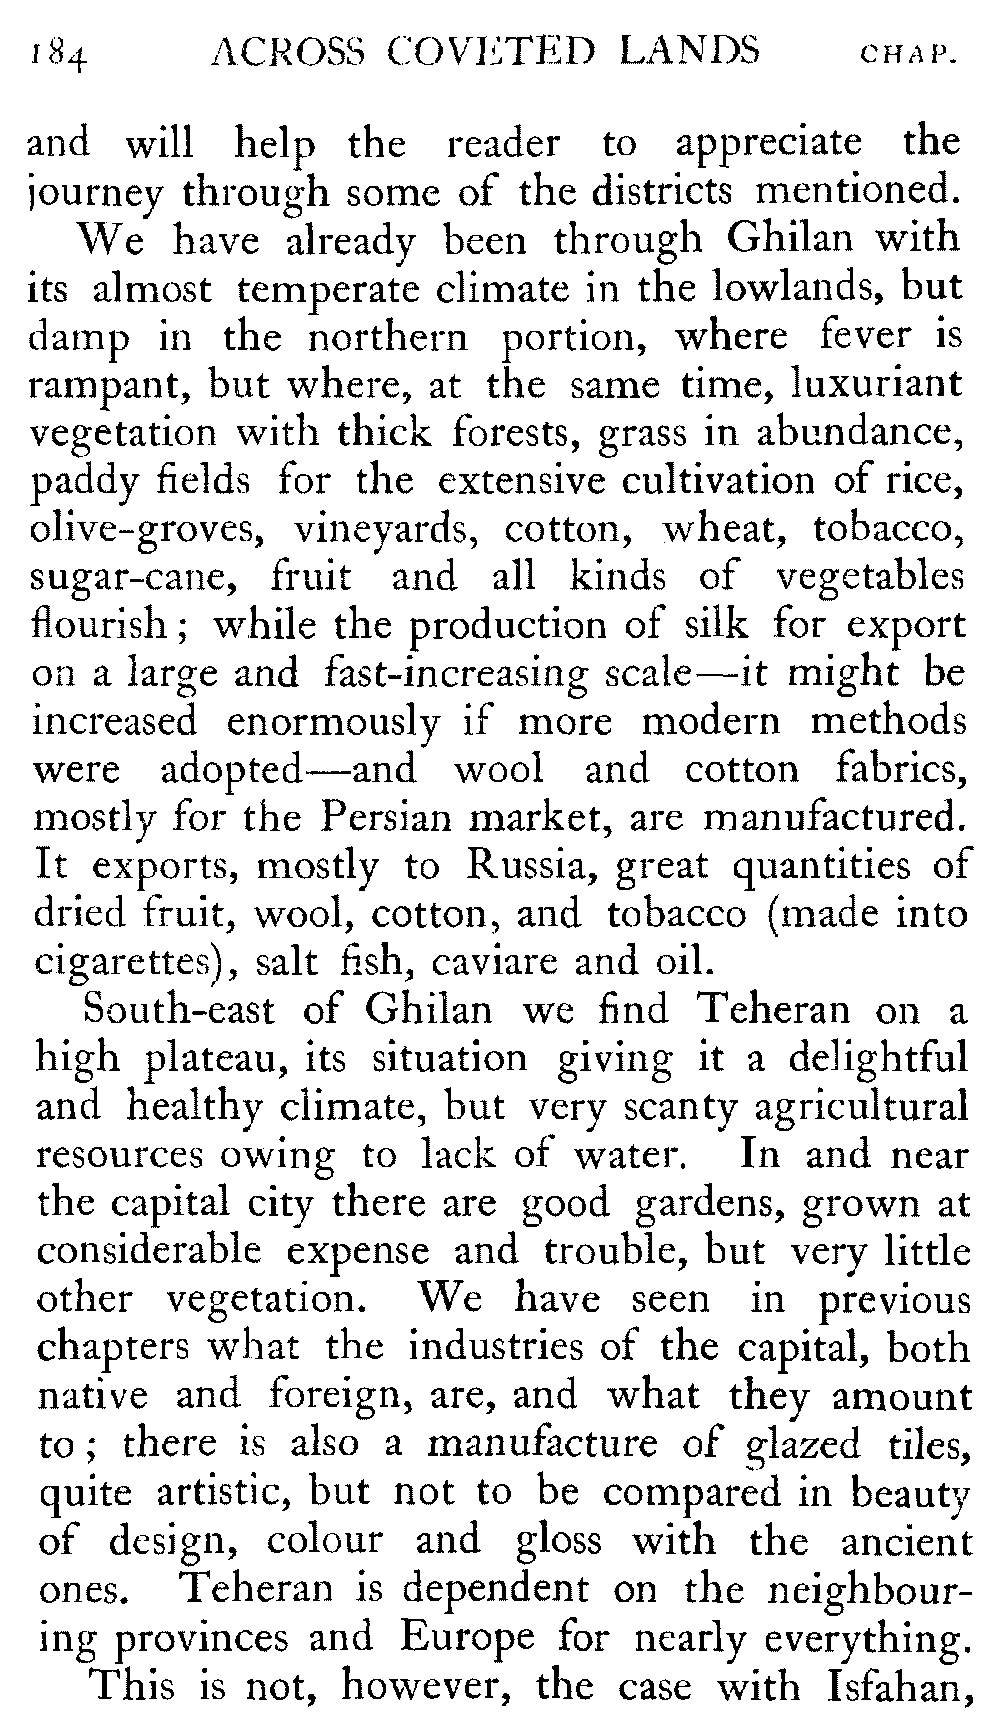 184 ACROSS COVETED LANDS CHAP.
and will help the reader to appreciate the
journey through some of the districts mentioned.
We have already been through Ghilan with
its almost temperate climate in the lowlands, but
damp in the northern portion, where fever is
rampant, but where, at the same time, luxuriant
vegetation with thick forests, grass in abundance,
paddy fields for the extensive cultivation of rice,
olive-groves, vineyards, cotton, wheat, tobacco,
sugar-cane, fruit and all kinds of vegetables
flourish; while the production of silk for export
on a large and fast-increasing scale—it might be
increased enormously if more modern methods
were adopted—and wool and cotton fabrics,
mostly for the Persian market, are manufactured.
It exports, mostly to Russia, great quantities of
dried fruit, wool, cotton, and tobacco (made into
cigarettes), salt fish, caviare and oil.
South-east of Ghilan we find Teheran on a
high plateau, its situation giving it a delightful
and healthy climate, but very scanty agricultural
resources owing to lack of water. In and near
the capital city there are good gardens, grown at
considerable expense and trouble, but very little
other vegetation. We have seen in previous
chapters what the industries of the capital, both
native and foreign, are, and what they amount
to; there is also a manufacture of glazed tiles,
quite artistic, but not to be compared in beauty
of design, colour and gloss with the ancient
ones. Teheran is dependent on the neighbour-
ing provinces and Europe for nearly everything.
This is not, however, the case with Isfahan,